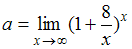 a = lim (1 + 8/x)^x
x→∞